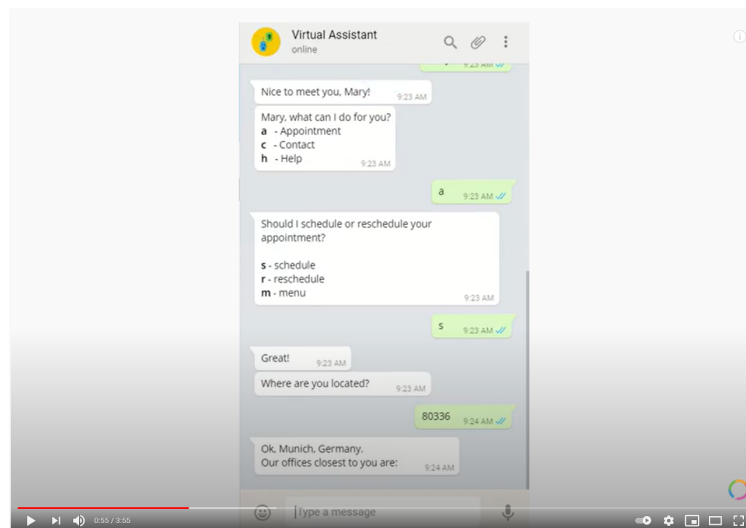 Virtual Assistant
online
9:23 AM
Nice to meet you, Mary!
9:23 AM
Mary, what can I do for you?
a - Appointment
c - Contact
h - Help
9:23 AM
a
9:23 AM
Should I schedule or reschedule your
appointment?
s - schedule
r - reschedule
m - menu
9:23 AM
s
9:23 AM
Great!
9:23 AM
Where are you located?
9:23 AM
80336
9:24 AM
Ok, Munich, Germany.
Our offices closest to you are:
9:24 AM
Type a message
0:55 / 3:55